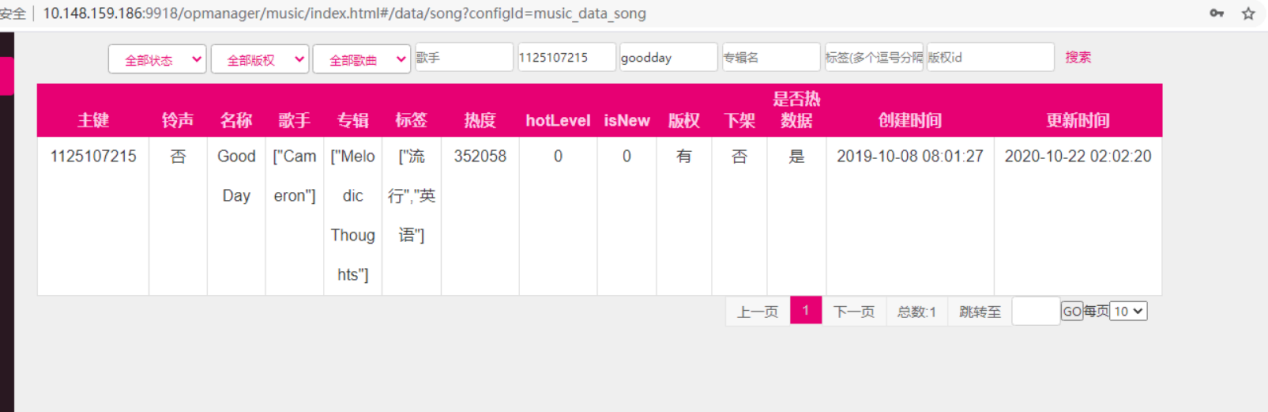 安全 | 10.148.159.186:9918/opmanager/music/index.html#/data/song?configId=music_data_song
全部状态 全部版权 全部歌曲 歌手 1125107215 goodday 专辑名 标签(多个逗号分隔 版权id 搜索
是否热
主键 铃声 名称 歌手 专辑 标签 热度 hotLevel isNew 版权 下架 数据 创建时间 更新时间
1125107215 否 Good ["Cam ["Melo ["流 352058 0 0 有 否 是 2019-10-08 08:01:27 2020-10-22 02:02:20
Day eron"] dic 行","英
Thoug 语"]
hts"]
上一页 1 下一页 总数:1 跳转至 GO 每页 10